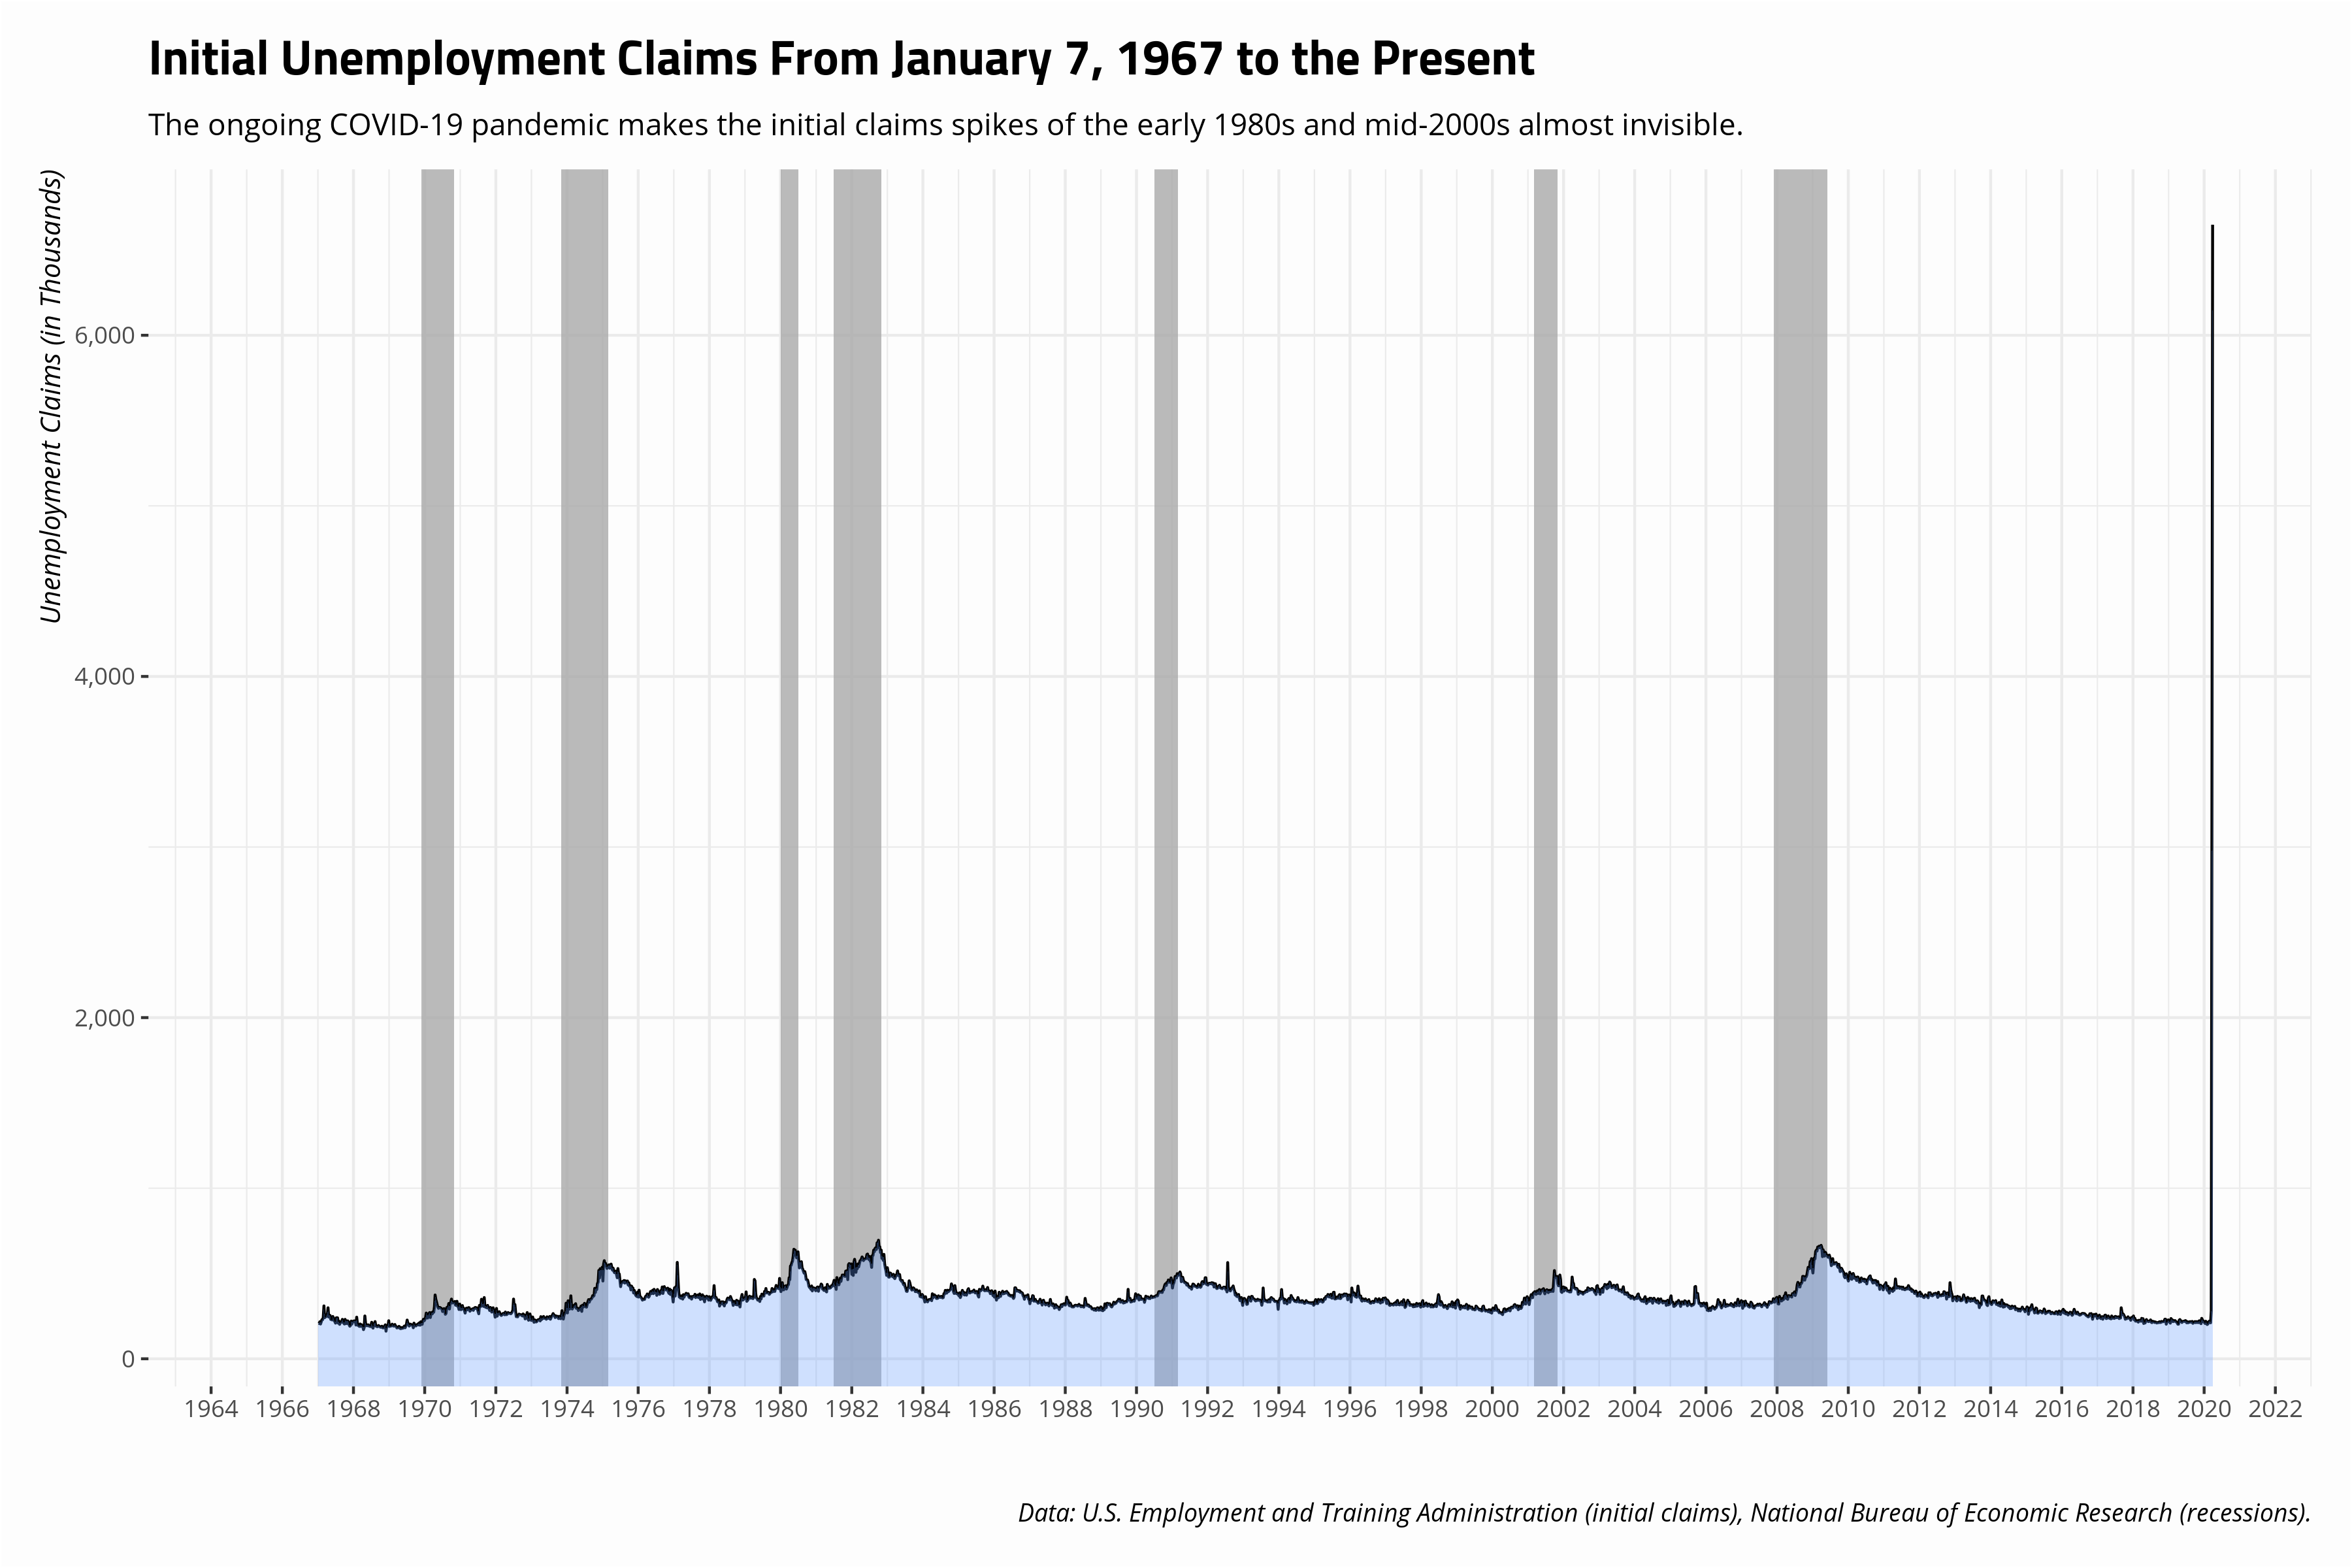 Initial Unemployment Claims From January 7, 1967 to the Present
The ongoing COVID-19 pandemic makes the initial claims spikes of the early 1980s and mid-2000s almost invisible.
Unemployment Claims (in Thousands)
6,000
4,000
2,000
0
1964 1966 1968 1970 1972 1974 1976 1978 1980 1982 1984 1986 1988 1990 1992 1994 1996 1998 2000 2002 2004 2006 2008 2010 2012 2014 2016 2018 2020 2022
Data: U.S. Employment and Training Administration (initial claims), National Bureau of Economic Research (recessions).